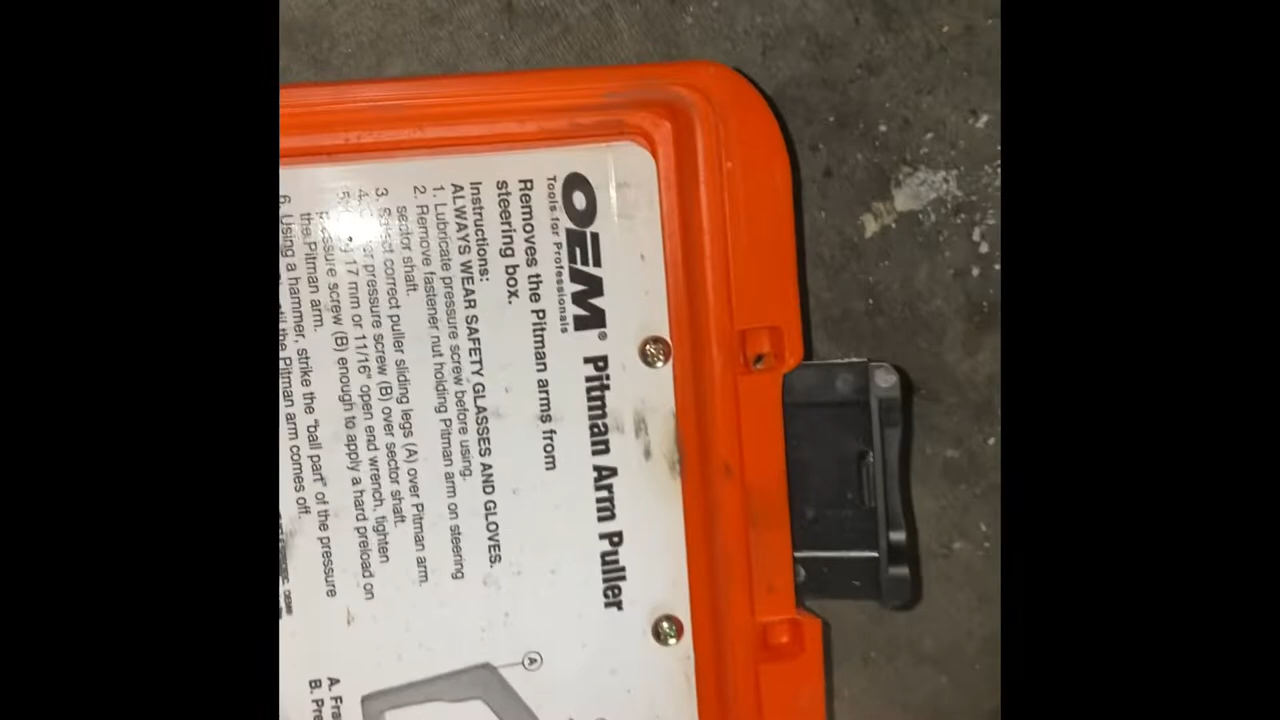 OEM® Pitman Arm Puller
Tools for Professionals
Removes the Pitman arms from
steering box.
Instructions:
ALWAYS WEAR SAFETY GLASSES AND GLOVES.
1. Lubricate pressure screw before using.
2. Remove fastener nut holding Pitman arm on steering
sector shaft.
3. Select correct puller sliding legs (A) over Pitman arm.
4. pressure screw (B) over sector shaft.
5. 17 mm or 11/16" open end wrench, tighten
pressure screw (B) enough to apply a hard preload on
the Pitman arm.
6. Using a hammer, strike the "ball part" of the pressure
the Pitman arm comes off.
A
A.
B.